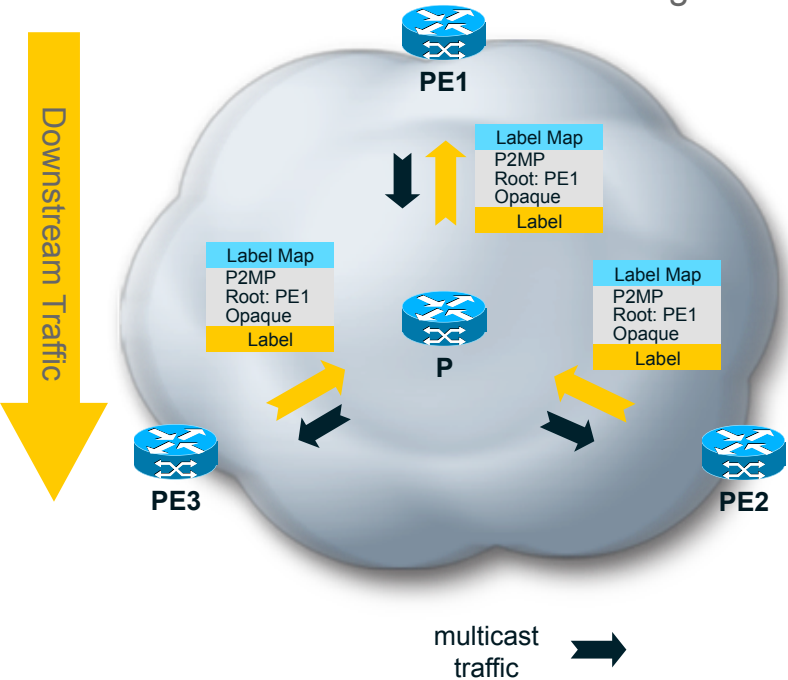 PE1
Downstream Traffic
Label Map
P2MP
Root: PE1
Opaque
Label
Label Map
P2MP
Root: PE1
Opaque
Label
Label Map
P2MP
Root: PE1
Opaque
Label
P
PE3
PE2
multicast
traffic